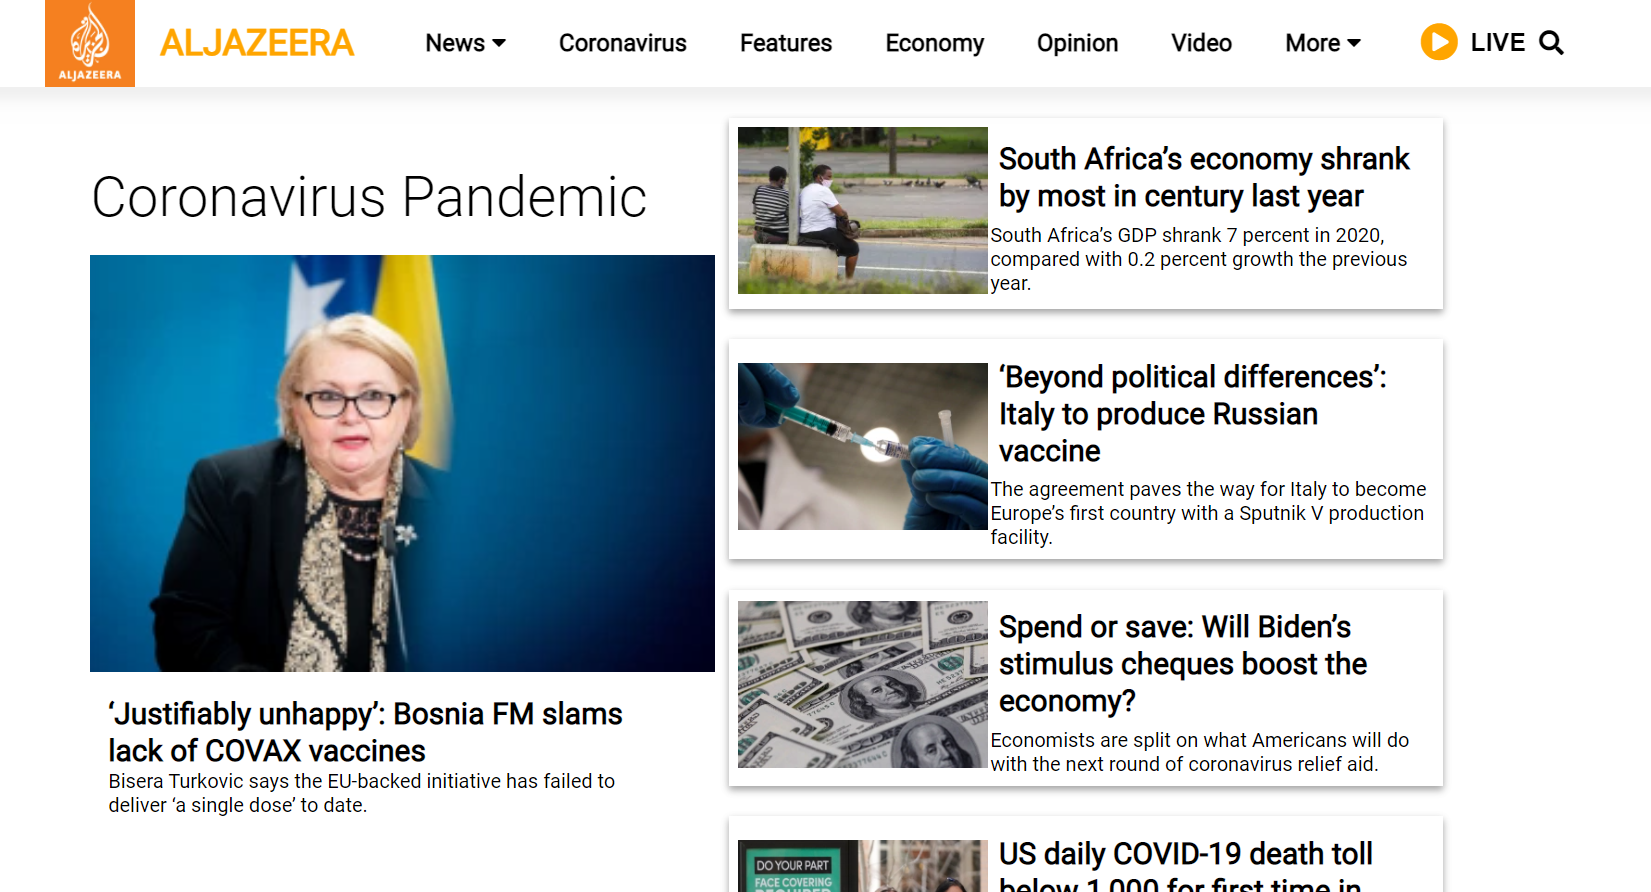 ALJAZEERA
ALJAZEERA
News
Coronavirus
Features
Economy
Opinion
Video
More
LIVE
Coronavirus Pandemic
‘Justifiably unhappy’: Bosnia FM slams
lack of COVAX vaccines
Bisera Turkovic says the EU-backed initiative has failed to
deliver ‘a single dose’ to date.
South Africa’s economy shrank
by most in century last year
South Africa’s GDP shrank 7 percent in 2020,
compared with 0.2 percent growth the previous
year.
‘Beyond political differences’:
Italy to produce Russian
vaccine
The agreement paves the way for Italy to become
Europe’s first country with a Sputnik V production
facility.
Spend or save: Will Biden’s
stimulus cheques boost the
economy?
Economists are split on what Americans will do
with the next round of coronavirus relief aid.
DO YOUR PART
FACE COVERING
REQUIRED
US daily COVID-19 death toll
below 1,000 for first time in